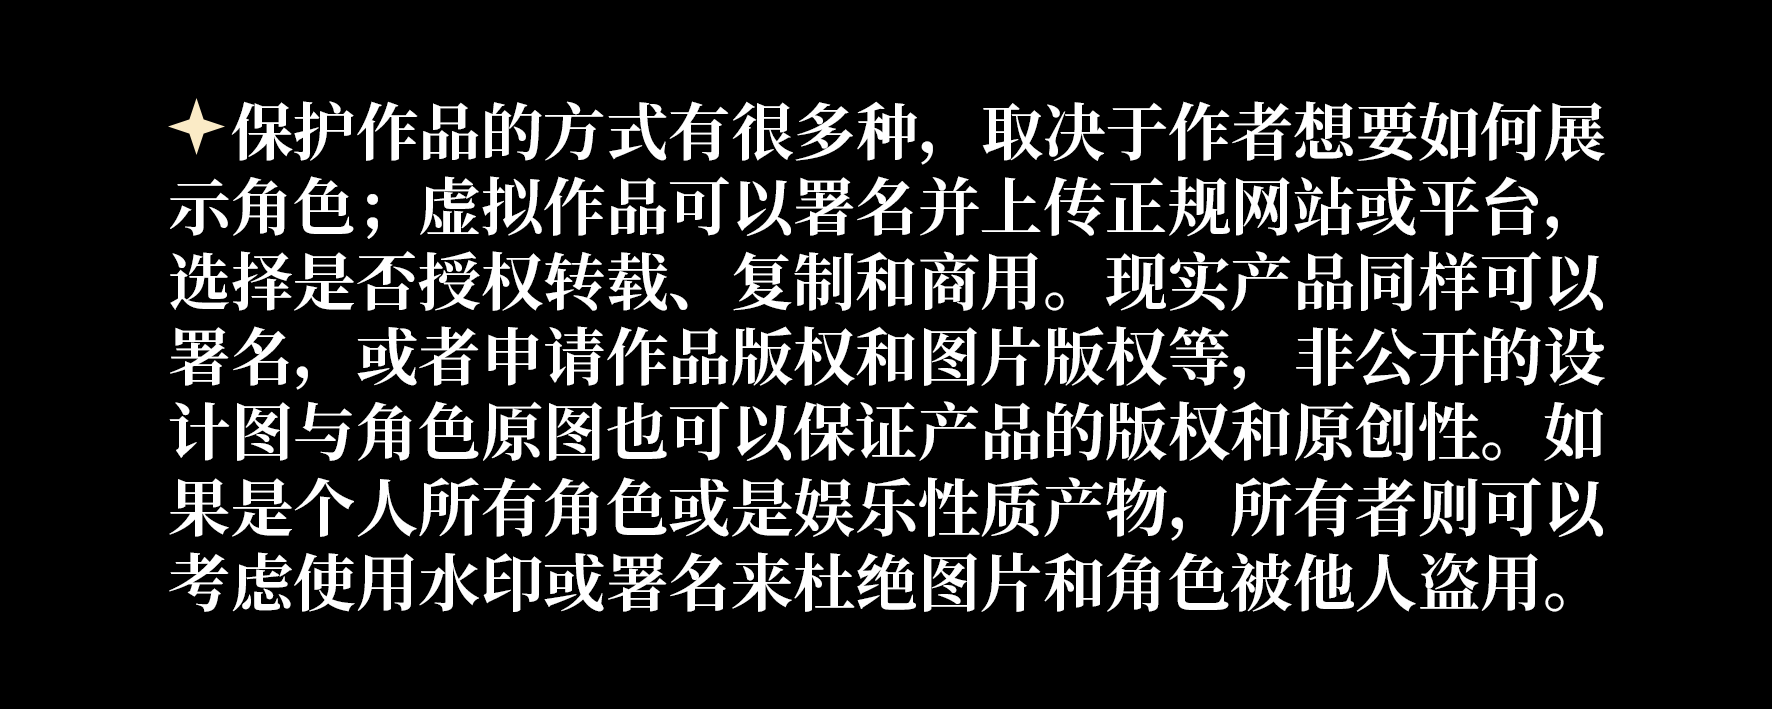 保护作品的方式有很多种，取决于作者想要如何展
示角色；虚拟作品可以署名并上传正规网站或平台，
选择是否授权转载、复制和商用。现实产品同样可以
署名，或者申请作品版权和图片版权等，非公开的设
计图与角色原图也可以保证产品的版权和原创性。如
果是个人所有角色或是娱乐性质产物，所有者则可以
考虑使用水印或署名来杜绝图片和角色被他人盗用。